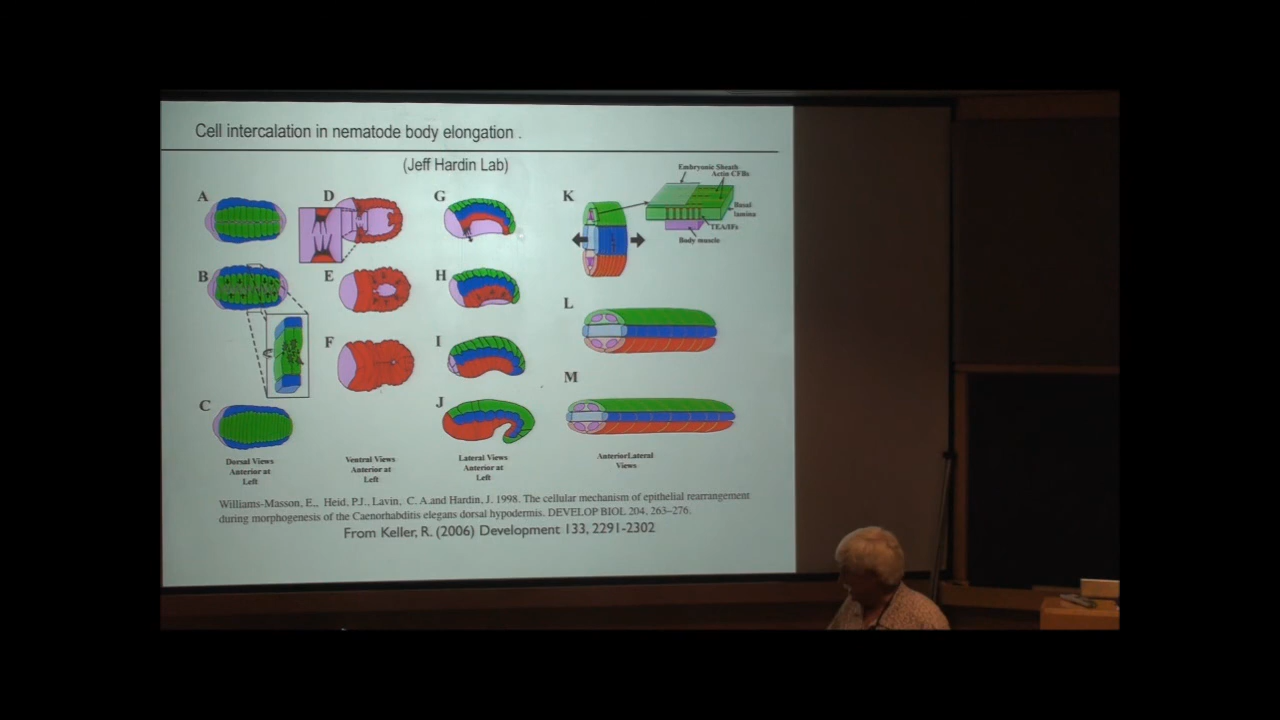 Cell intercalation in nematode body elongation .
(Jeff Hardin Lab)
A
D
G
K
Embryonic Sheath
Actin CFBs
Basal
lamina
TEA/IFs
Body muscle
B
E
H
L
F
I
M
C
J
Dorsal Views
Anterior at
Left
Ventral Views
Anterior at
Left
Lateral Views
Anterior at
Left
AnteriorLateral
Views
Williams-Masson, E., Heid, P.J., Lavin, C. A.and Hardin, J. 1998. The cellular mechanism of epithelial rearrangement
during morphogenesis of the Caenorhabditis elegans dorsal hypodermis. DEVELOP BIOL 204, 263-276.
From Keller, R. (2006) Development 133, 2291-2302